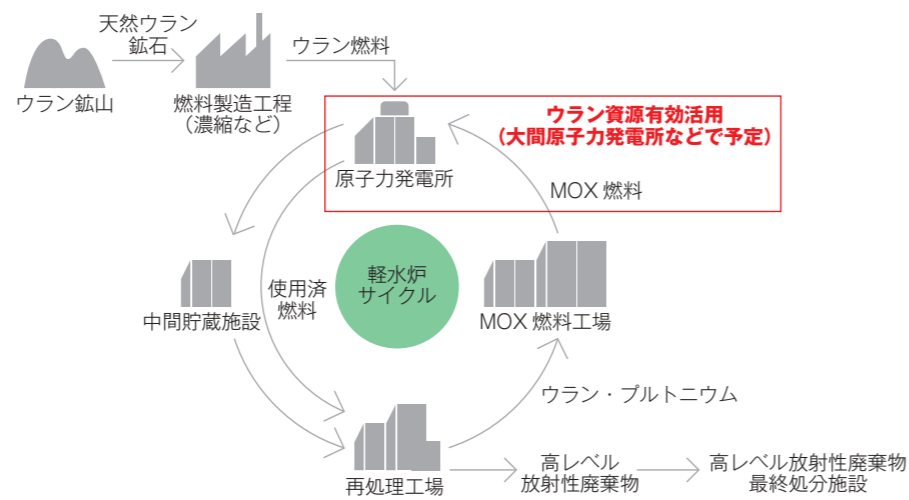 天然ウラン
鉱石
ウラン燃料
ウラン鉱山
燃料製造工程
（濃縮など）
ウラン資源有効活用
（大間原子力発電所などで予定）
原子力発電所
MOX 燃料
軽水炉
サイクル
使用済
燃料
中間貯蔵施設
MOX 燃料工場
ウラン・プルトニウム
再処理工場
高レベル
放射性廃棄物
高レベル放射性廃棄物
最終処分施設